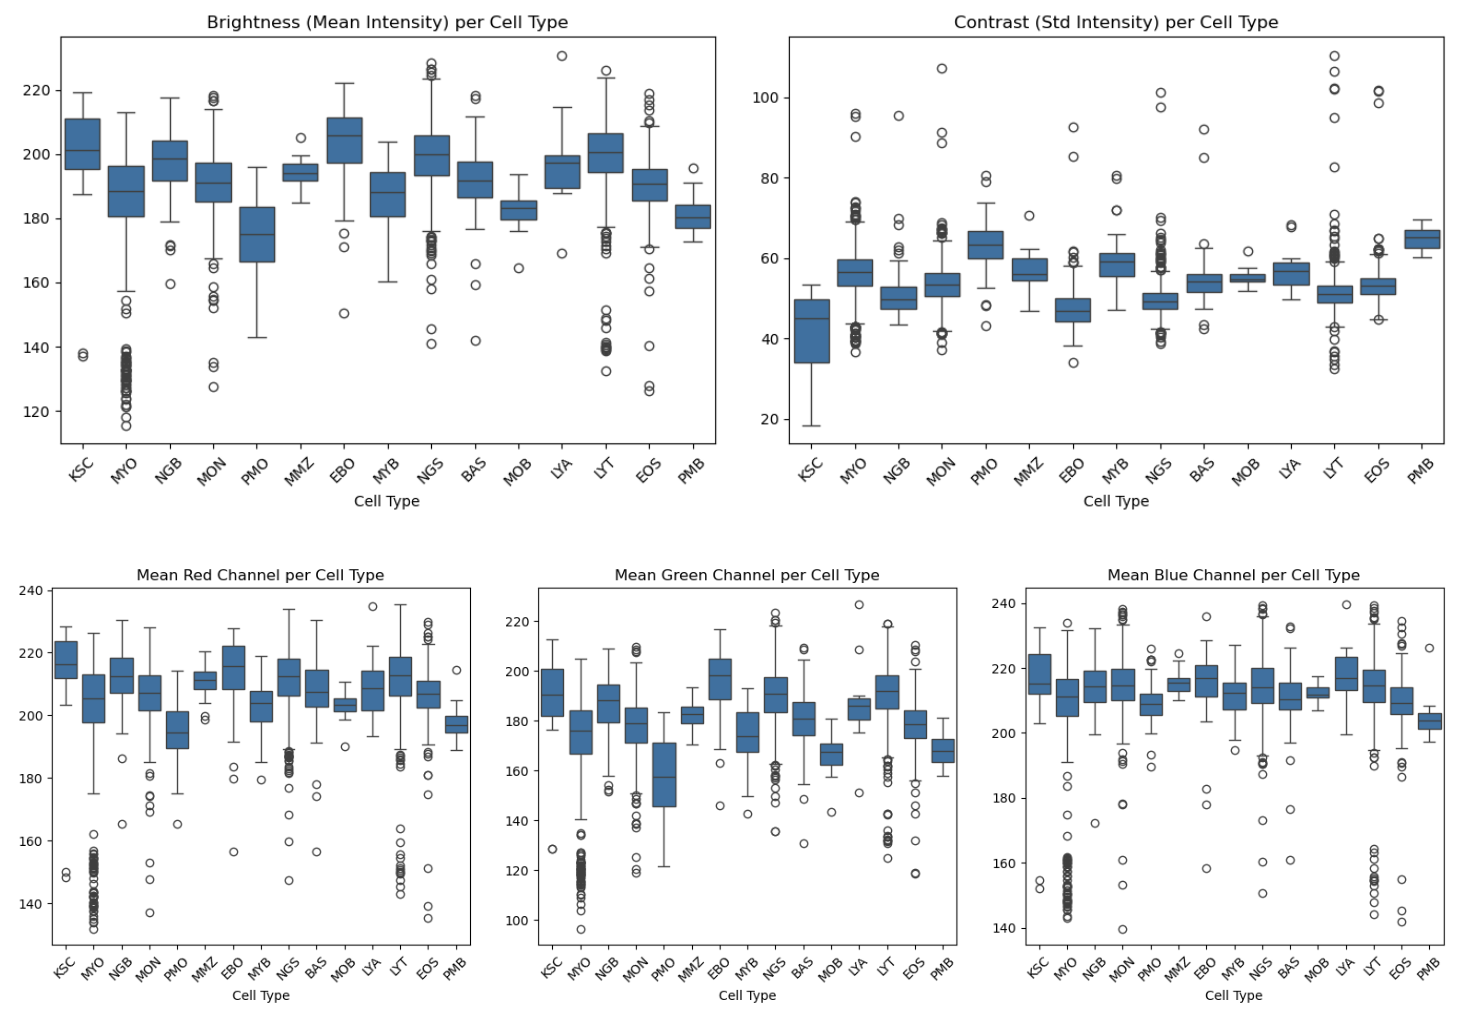 Brightness (Mean Intensity) per Cell Type
220
200
180
160
140
120
KSC MYO NGB MON PMO MMZ EBO MYB NGS BAS MOB LYA LYT EOS PMB
Cell Type
Contrast (Std Intensity) per Cell Type
100
80
60
40
20
KSC MYO NGB MON PMO MMZ EBO MYB NGS BAS MOB LYA LYT EOS PMB
Cell Type
Mean Red Channel per Cell Type
240
220
200
180
160
140
KSC MYO NGB MON PMO MMZ EBO MYB NGS BAS MOB LYA LYT EOS PMB
Cell Type
Mean Green Channel per Cell Type
220
200
180
160
140
120
100
KSC MYO NGB MON PMO MMZ EBO MYB NGS BAS MOB LYA LYT EOS PMB
Cell Type
Mean Blue Channel per Cell Type
240
220
200
180
160
140
KSC MYO NGB MON PMO MMZ EBO MYB NGS BAS MOB LYA LYT EOS PMB
Cell Type